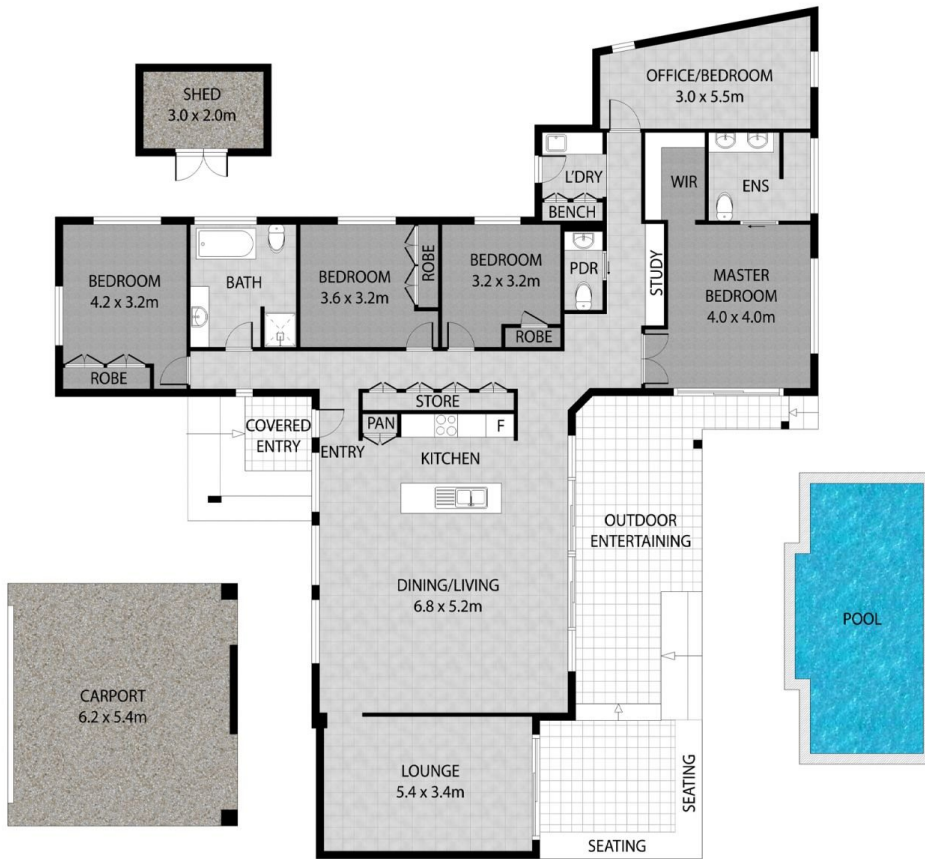 OFFICE/BEDROOM
3.0 x 5.5m
SHED
3.0 x 2.0m
L'DRY
BENCH
WIR
ENS
BEDROOM
4.2 x 3.2m
ROBE
BATH
BEDROOM
3.6 x 3.2m
ROBE
BEDROOM
3.2 x 3.2m
ROBE
PDR
STUDY
MASTER
BEDROOM
4.0 x 4.0m
STORE
COVERED
ENTRY
ENTRY
PAN
F
KITCHEN
OUTDOOR
ENTERTAINING
DINING/LIVING
6.8 x 5.2m
POOL
CARPORT
6.2 x 5.4m
LOUNGE
5.4 x 3.4m
SEATING
SEATING